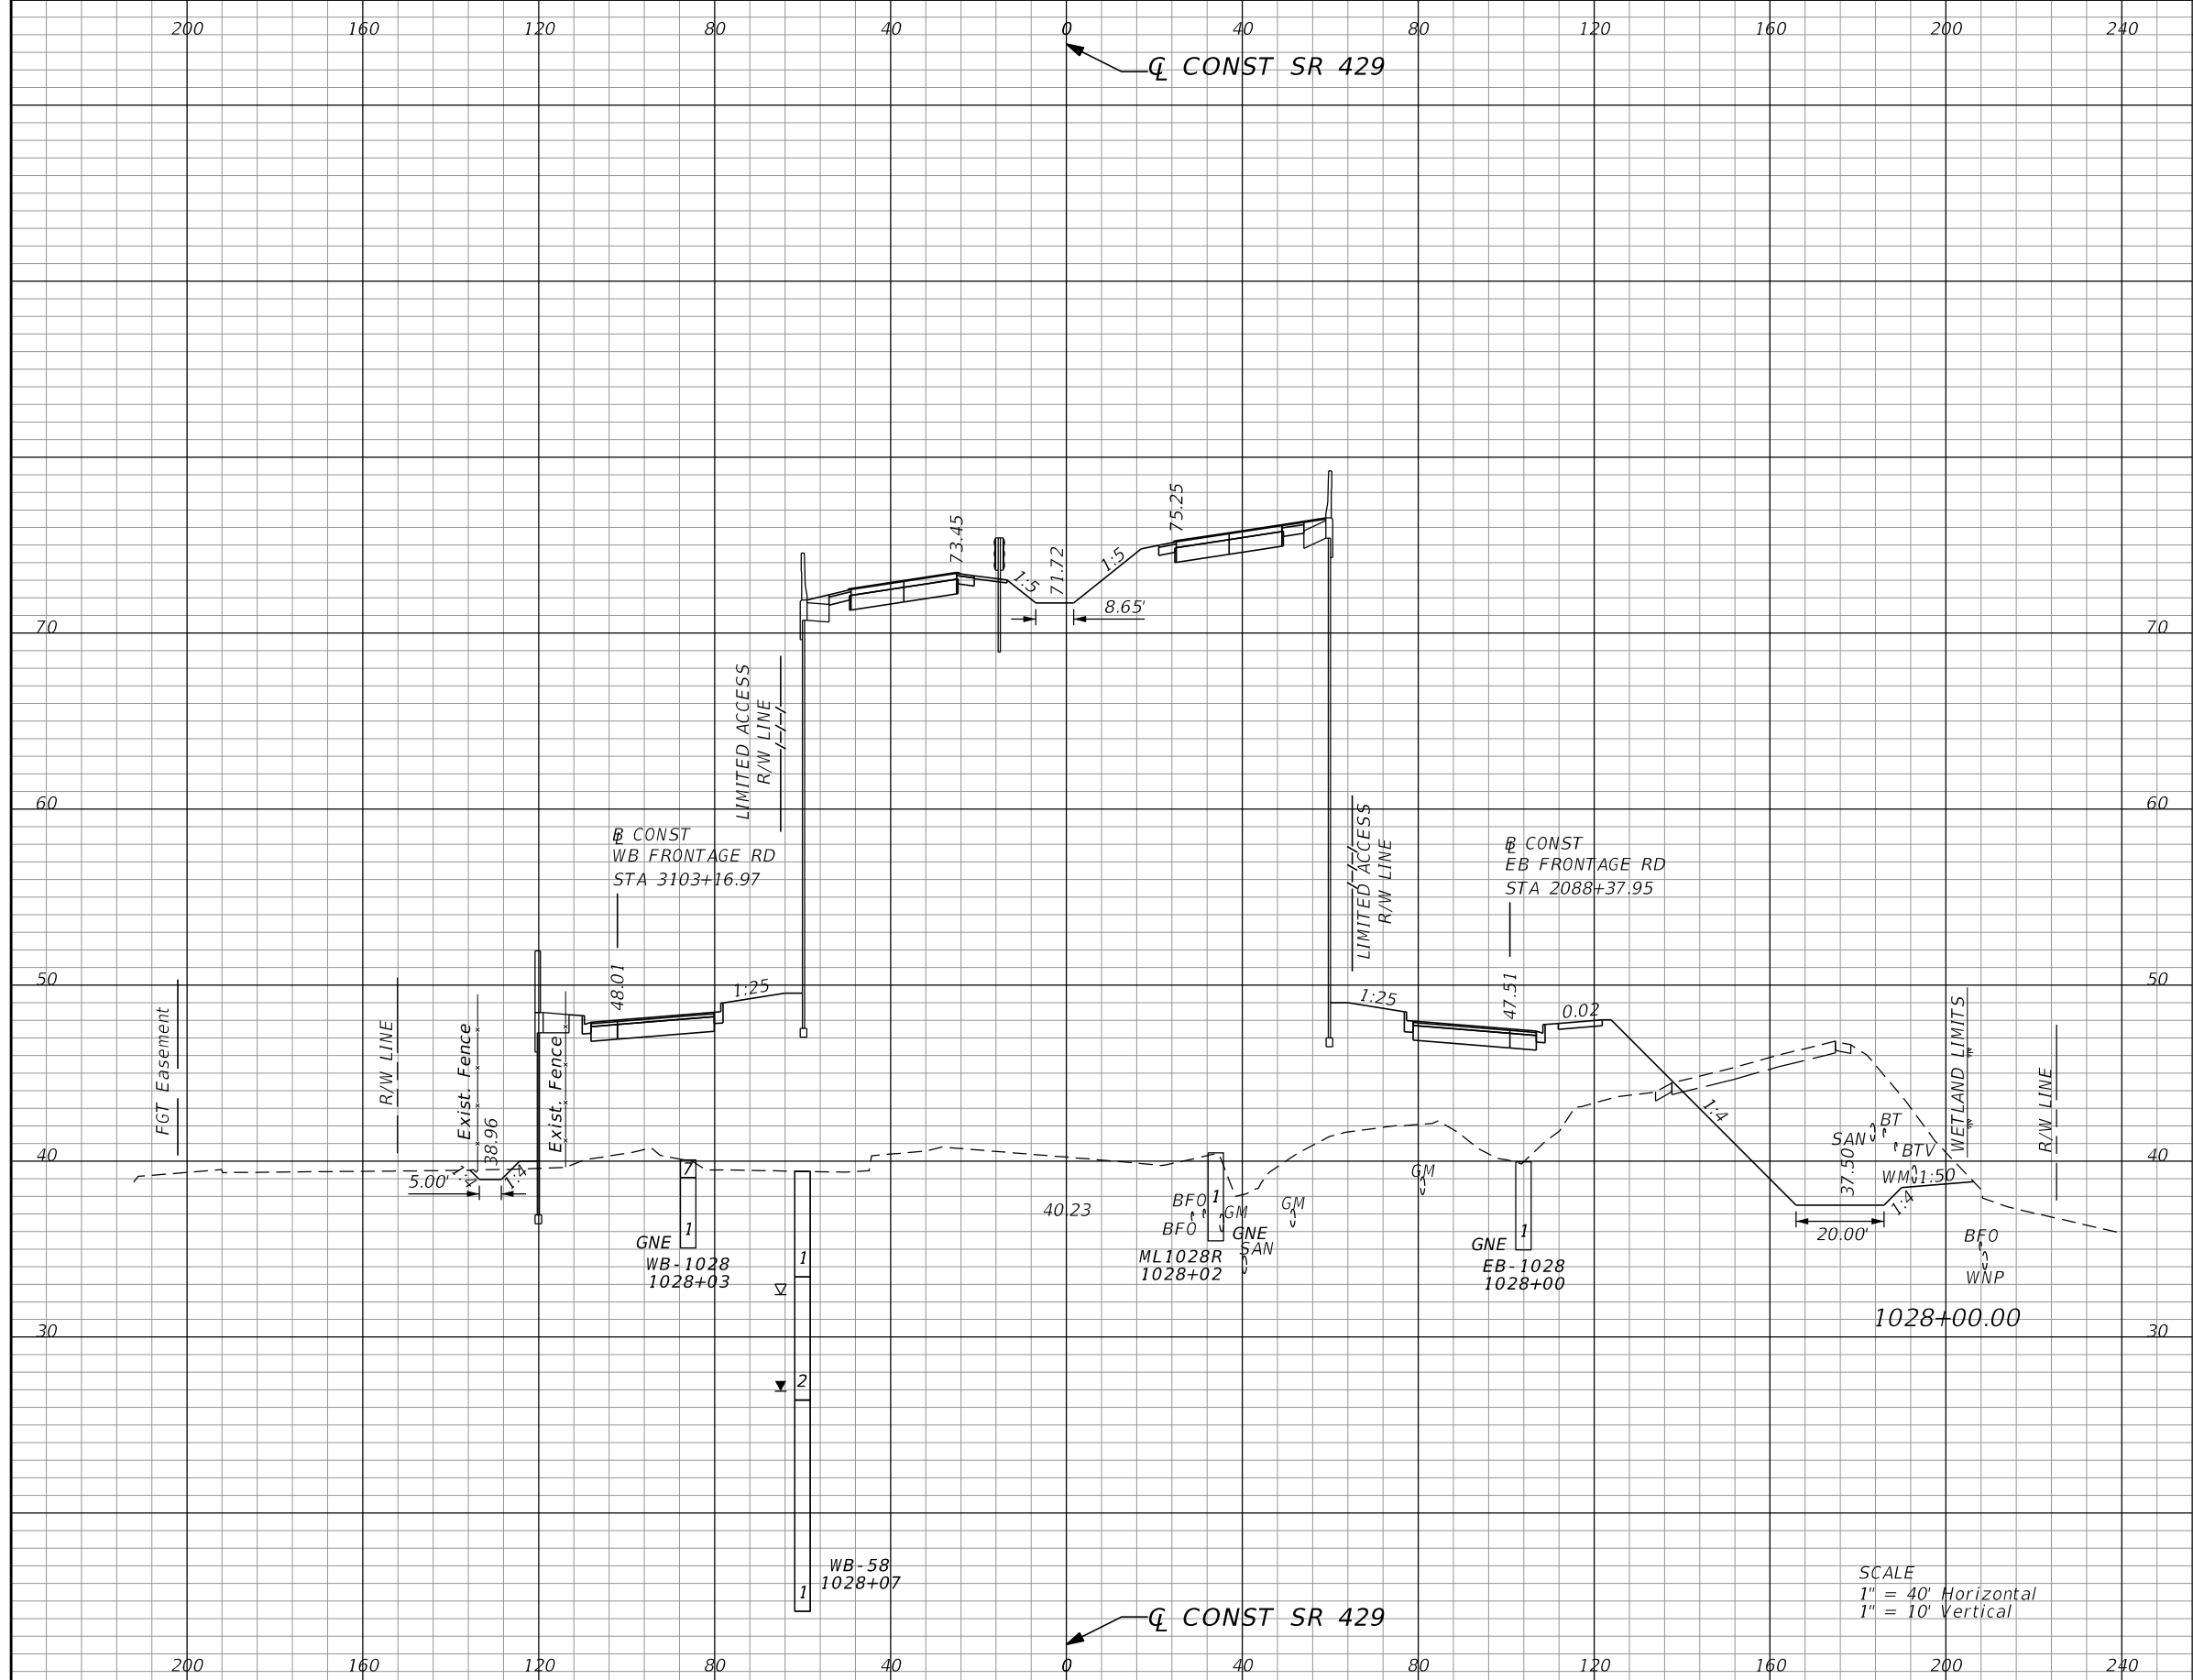 200 160 120 80 40 0 40 80 120 160 200 240
℄ CONST SR 429
73.45
1:5
71.72
1:5
75.25
8.65'
70
70
LIMITED ACCESS
R/W LINE
60
60
LIMITED ACCESS
R/W LINE
℄ CONST
WB FRONTAGE RD
STA 3103+16.97
℄ CONST
EB FRONTAGE RD
STA 2088+37.95
50
50
FGT Easement
R/W LINE
Exist. Fence
38.96
Exist. Fence
48.01
1:25
1:25
47.51
0.02
WETLAND LIMITS
R/W LINE
40
40
1:4
5.00'
1:4
7
1
GNE
WB-1028
1028+03
40.23
BFO
BFO
1
GM
GNE
SAN
ML1028R
1028+02
GM
GM
1
GNE
EB-1028
1028+00
1:4
BT
SAN
BTV
37.50
WM
1:50
1:4
20.00'
BFO
WNP
1028+00.00
30
30
1
2
1
WB-58
1028+07
SCALE
1" = 40' Horizontal
1" = 10' Vertical
℄ CONST SR 429
200 160 120 80 40 0 40 80 120 160 200 240